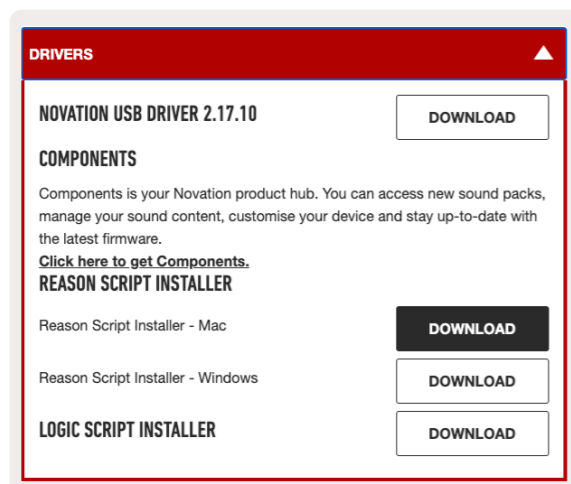 DRIVERS
NOVATION USB DRIVER 2.17.10
DOWNLOAD
COMPONENTS
Components is your Novation product hub. You can access new sound packs,
manage your sound content, customise your device and stay up-to-date with
the latest firmware.
Click here to get Components.
REASON SCRIPT INSTALLER
Reason Script Installer - Mac
DOWNLOAD
Reason Script Installer - Windows
DOWNLOAD
LOGIC SCRIPT INSTALLER
DOWNLOAD